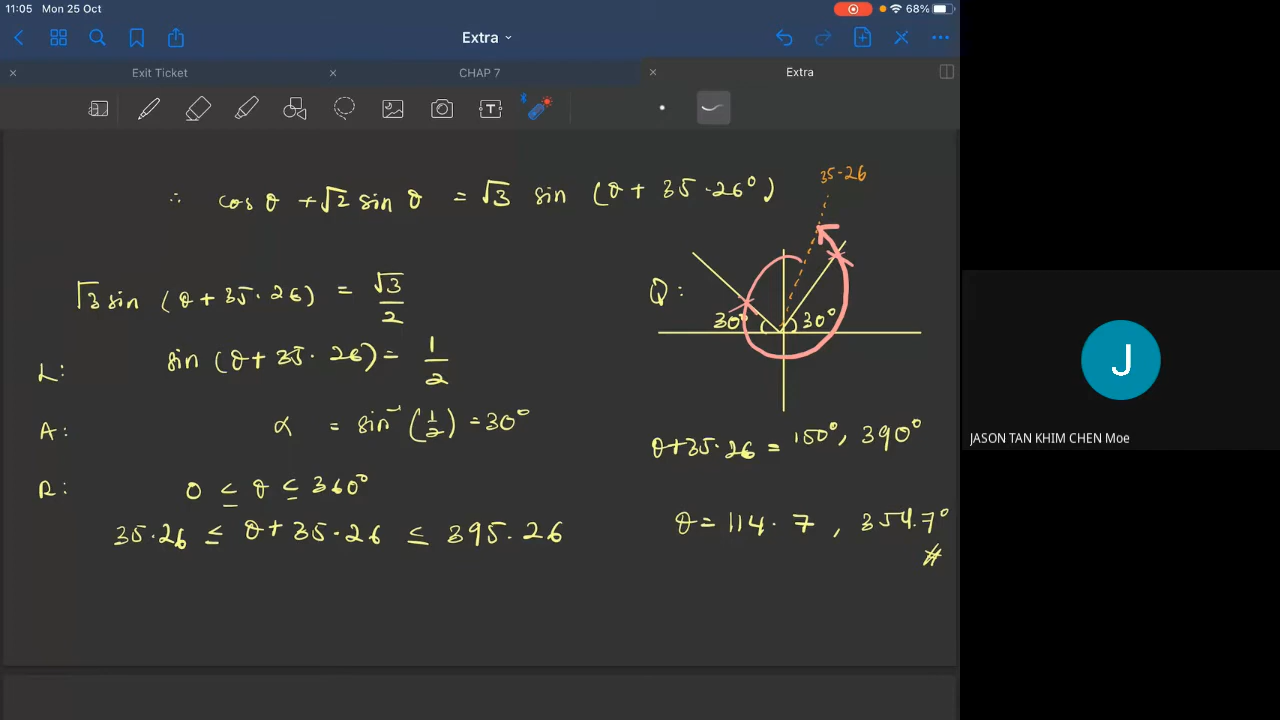 11:05 Mon 25 Oct
68%
Extra
Exit Ticket
CHAP 7
Extra
T
∴ cos θ + √2 sin θ = √3 sin (θ + 35.26°)
35.26
√3 sin (θ + 35.26) = √3/2
Q:
30° 30°
L: sin (θ + 35.26) = 1/2
A: α = sin⁻¹ (1/2) = 30°
θ+35.26 = 150°, 390°
R: 0 ≤ θ ≤ 360°
35.26 ≤ θ + 35.26 ≤ 395.26
θ = 114.7, 354.7°
J
JASON TAN KHIM CHEN Moe